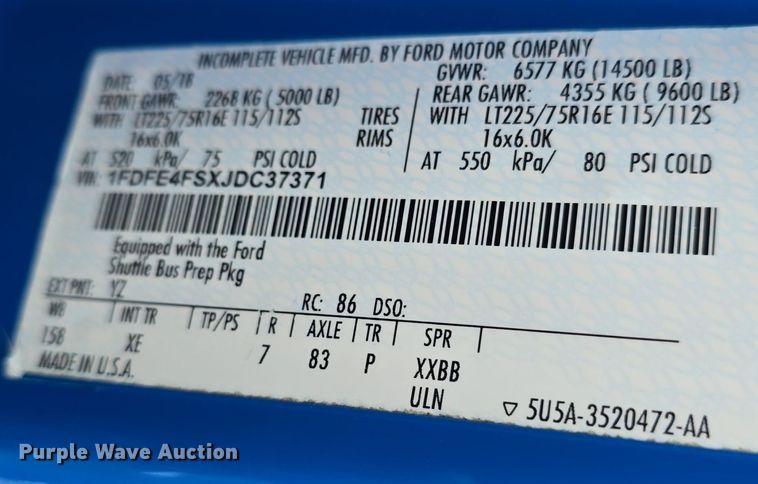 INCOMPLETE VEHICLE MFD. BY FORD MOTOR COMPANY
DATE: 05/18 GVWR: 6577 KG (14500 LB)
FRONT GAWR: 2268 KG ( 5000 LB) REAR GAWR: 4355 KG ( 9600 LB)
WITH LT225/75R16E 115/112S TIRES WITH LT225/75R16E 115/112S
16x6.0K RIMS 16x6.0K
AT 520 kPa/ 75 PSI COLD AT 550 kPa/ 80 PSI COLD
VIN: 1FDFE4FSXJDC37371
Equipped with the Ford
Shuttle Bus Prep Pkg
EXT PNT: YZ RC: 86 DSO:
WB INT TR TP/PS R AXLE TR SPR
158 XE 7 83 P XXBB
MADE IN U.S.A. ULN
5U5A-3520472-AA
Purple Wave Auction